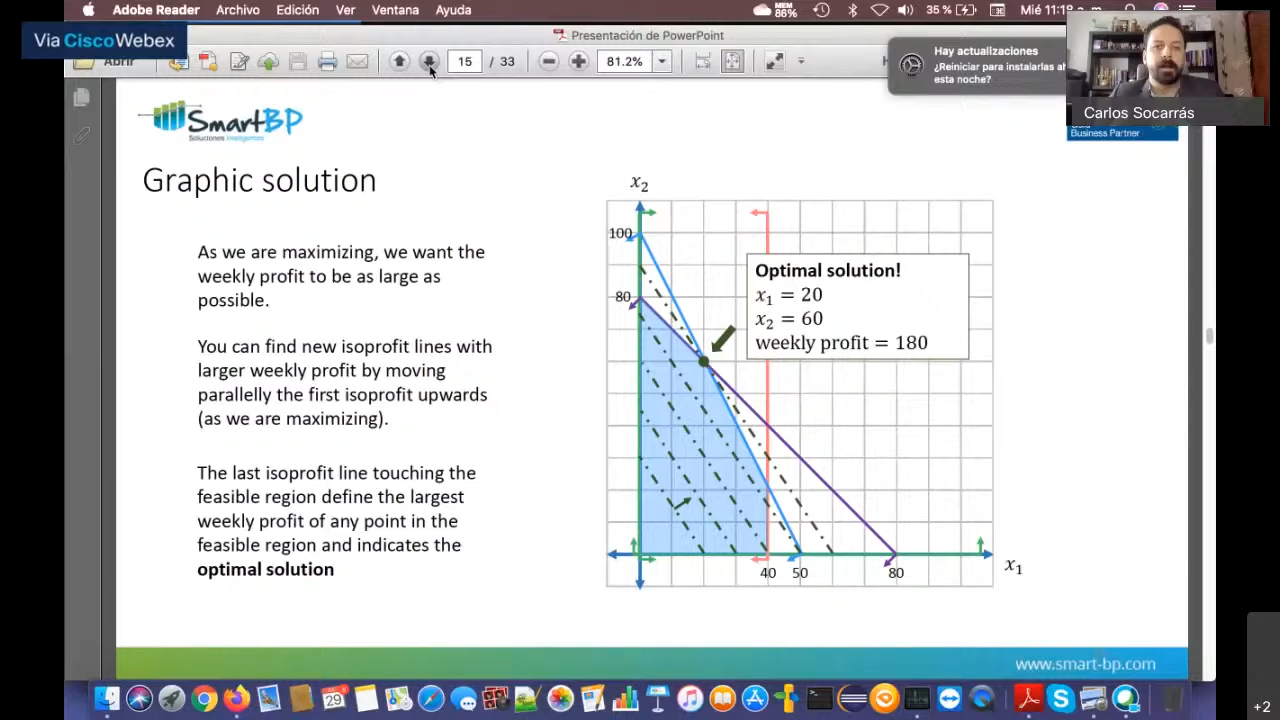 Adobe Reader Archivo Edición Ver Ventana Ayuda
MEM 86%
35 %
Mié 11:18
Via CiscoWebex
Abrir
Presentación de PowerPoint
15 / 33
81.2%
Hay actualizaciones
¿Reiniciar para instalarlas
esta noche?
Carlos Socarrás
Business Partner
SmartBP
Soluciones Inteligentes
Graphic solution
As we are maximizing, we want the
weekly profit to be as large as
possible.
You can find new isoprofit lines with
larger weekly profit by moving
parallelly the first isoprofit upwards
(as we are maximizing).
The last isoprofit line touching the
feasible region define the largest
weekly profit of any point in the
feasible region and indicates the
optimal solution
x₂
100
80
Optimal solution!
x₁ = 20
x₂ = 60
weekly profit = 180
40 50 80
x₁
www.smart-bp.com
29
+2